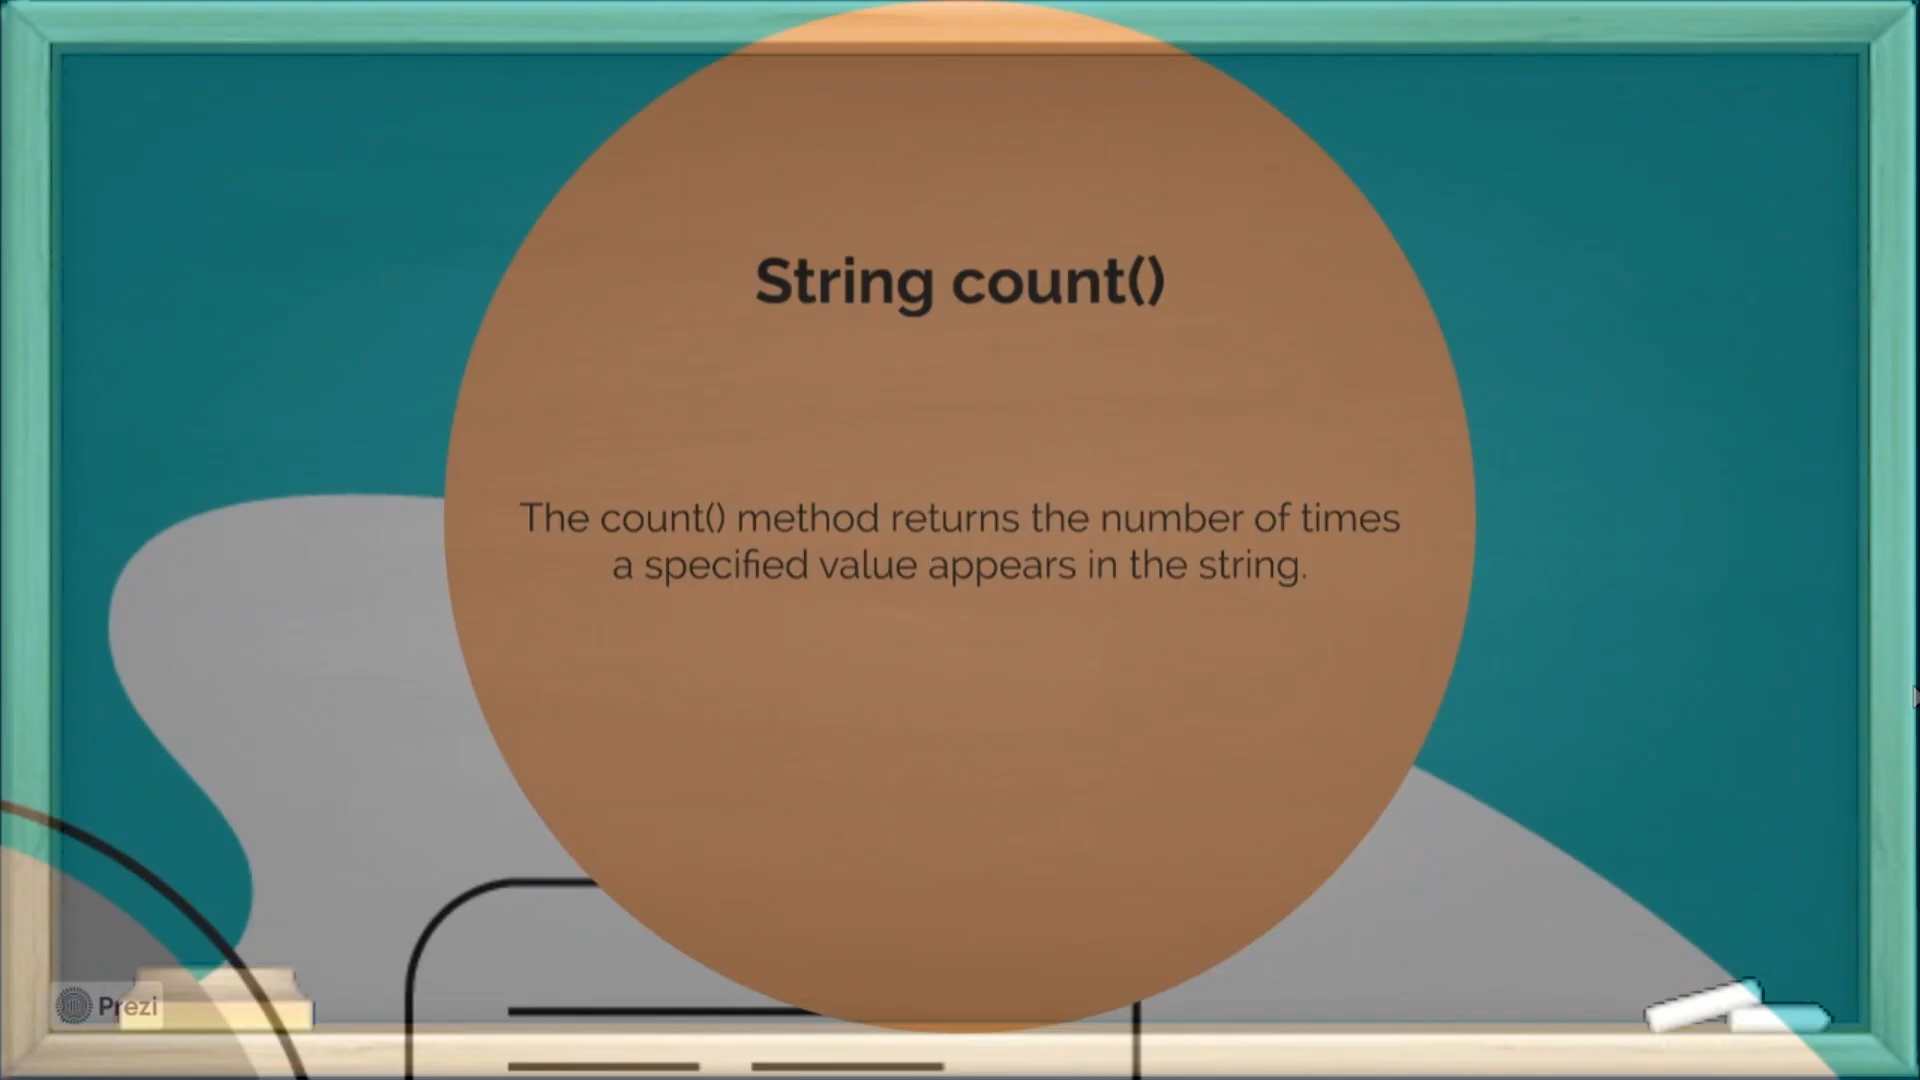 String count()
The count() method returns the number of times
a specified value appears in the string.
Prezi